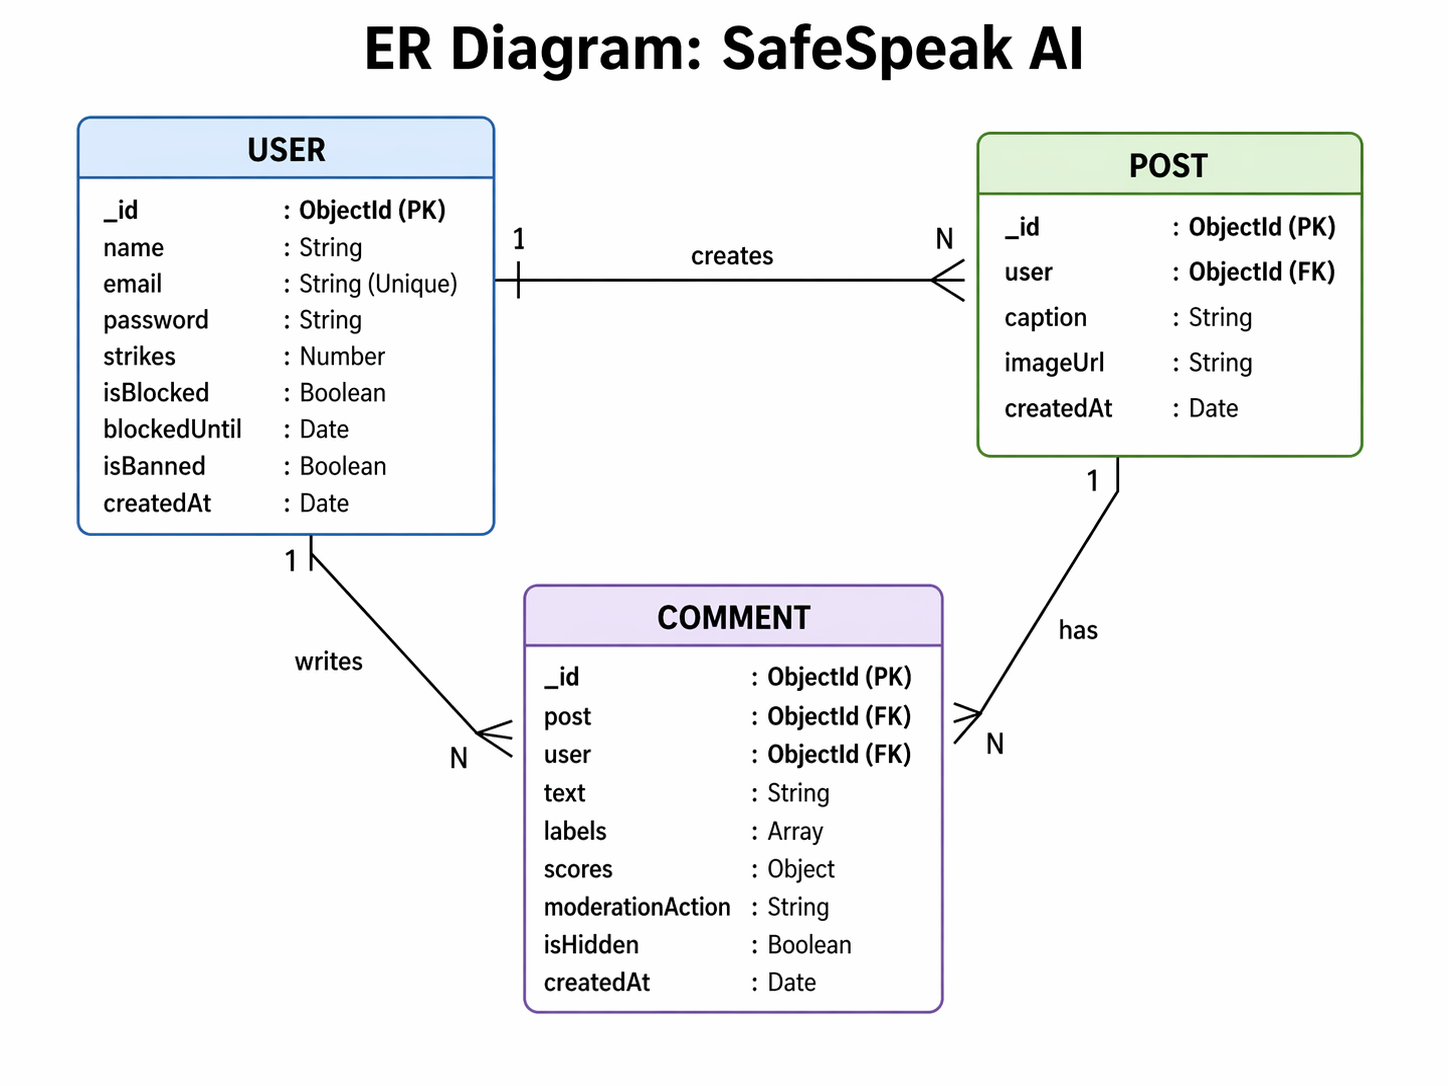 ER Diagram: SafeSpeak AI
USER
_id : ObjectId (PK)
name : String
email : String (Unique)
password : String
strikes : Number
isBlocked : Boolean
blockedUntil : Date
isBanned : Boolean
createdAt : Date
1
creates
N
POST
_id : ObjectId (PK)
user : ObjectId (FK)
caption : String
imageUrl : String
createdAt : Date
1
writes
N
1
has
N
COMMENT
_id : ObjectId (PK)
post : ObjectId (FK)
user : ObjectId (FK)
text : String
labels : Array
scores : Object
moderationAction : String
isHidden : Boolean
createdAt : Date